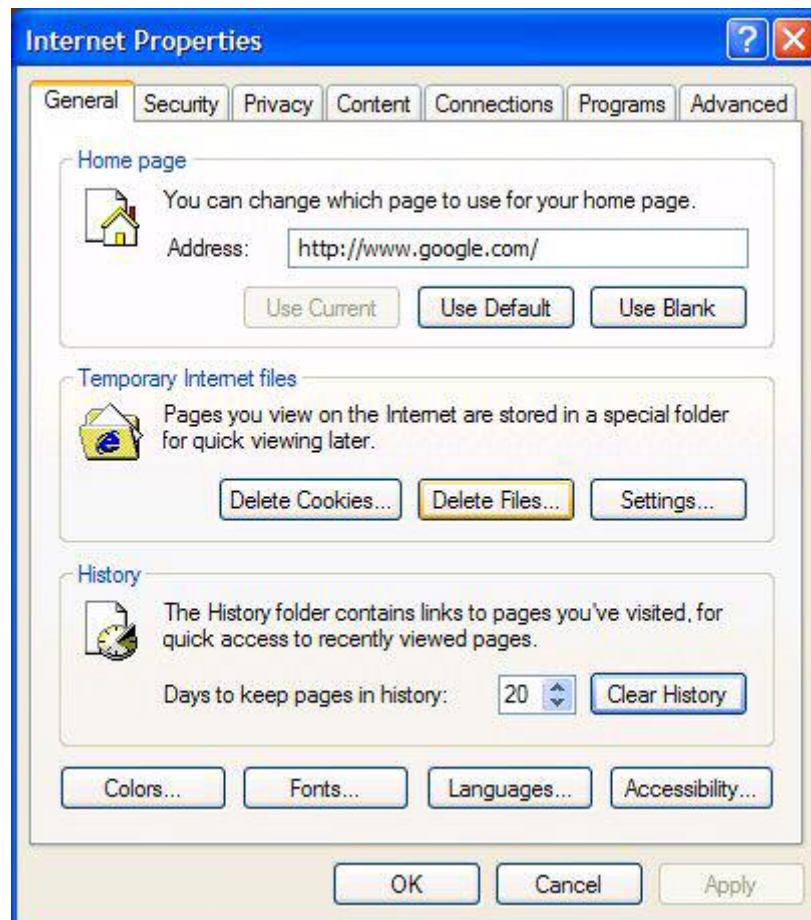 Internet Properties
General Security Privacy Content Connections Programs Advanced
Home page
You can change which page to use for your home page.
Address: http://www.google.com/
Use Current Use Default Use Blank
Temporary Internet files
Pages you view on the Internet are stored in a special folder
for quick viewing later.
Delete Cookies... Delete Files... Settings...
History
The History folder contains links to pages you've visited, for
quick access to recently viewed pages.
Days to keep pages in history: 20 Clear History
Colors... Fonts... Languages... Accessibility...
OK Cancel Apply